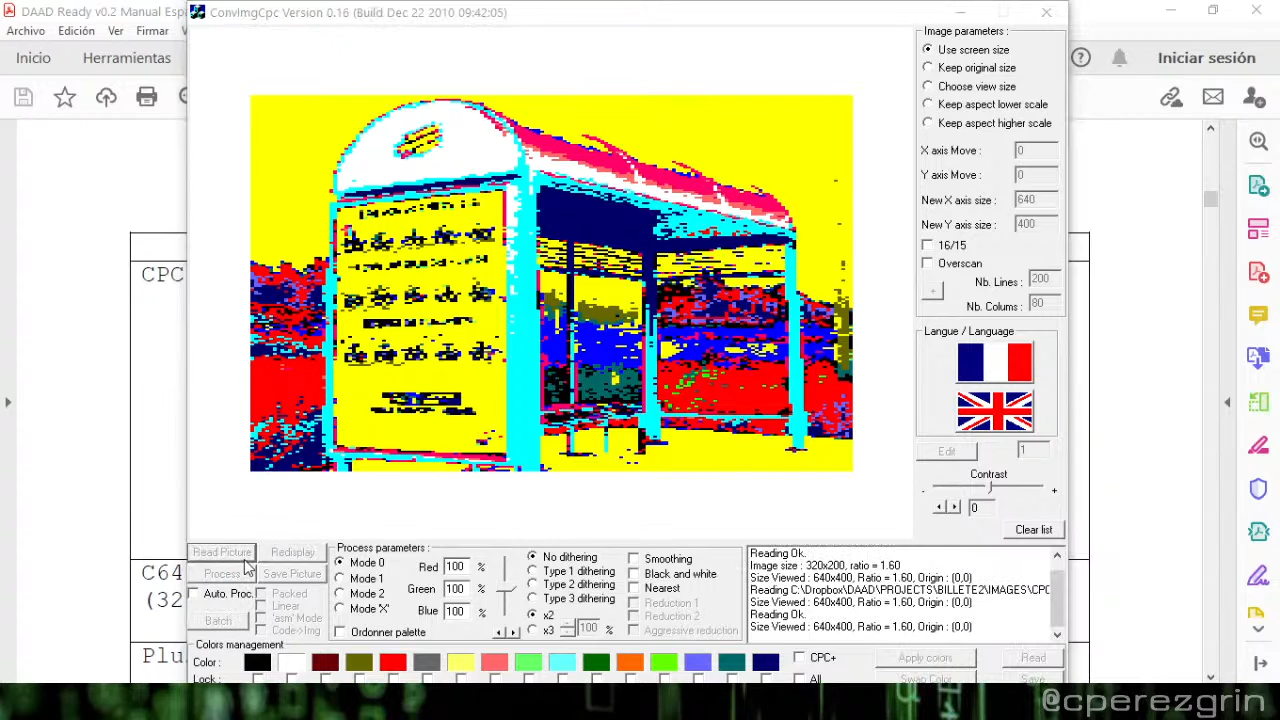 DAAD Ready v0.2 Manual Esp
ConvImgCpc Version 0.16 (Build Dec 22 2010 09:42:05)
Archivo Edición Ver Firmar
Inicio Herramientas
Iniciar sesión
Image parameters :
Use screen size
Keep original size
Choose view size
Keep aspect lower scale
Keep aspect higher scale
X axis Move : 0
Y axis Move : 0
New X axis size : 640
New Y axis size : 400
16/15
Overscan
+
Nb. Lines : 200
Nb. Colums : 80
Langue / Language
Edit 1
Contrast
- +
0
Clear list
CPC
C64
(32
Plu
Read Picture Redisplay
Process Save Picture
Auto. Proc. Packed
Linear
Batch 'asm' Mode
Code->Img
Process parameters :
Mode 0
Mode 1
Mode 2
Mode 'X'
Ordonner palette
Red 100 %
Green 100 %
Blue 100 %
No dithering
Type 1 dithering
Type 2 dithering
Type 3 dithering
x2
x3 100 %
Smoothing
Black and white
Nearest
Reduction 1
Reduction 2
Aggressive reduction
Reading Ok.
Image size : 320x200, ratio = 1.60
Size Viewed : 640x400, Ratio = 1.60, Origin : (0,0)
Reading C:\Dropbox\DAAD\PROJECTS\BILLETE2\IMAGES\CPC
Size Viewed : 640x400, Ratio = 1.60, Origin : (0,0)
Reading Ok.
Size Viewed : 640x400, Ratio = 1.60, Origin : (0,0)
Colors management
Color :
Lock :
CPC+ Apply colors Read
All Swap Color Save
@cperezgrin